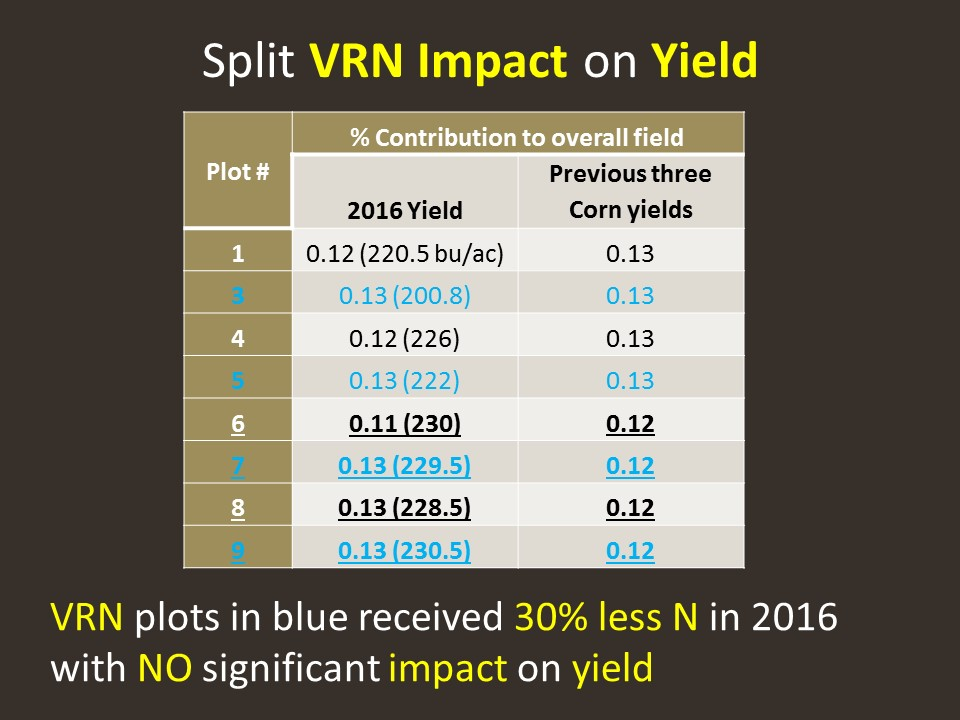 Split VRN Impact on Yield
Plot #
% Contribution to overall field
2016 Yield
Previous three
Corn yields
1 0.12 (220.5 bu/ac) 0.13
3 0.13 (200.8) 0.13
4 0.12 (226) 0.13
5 0.13 (222) 0.13
6 0.11 (230) 0.12
7 0.13 (229.5) 0.12
8 0.13 (228.5) 0.12
9 0.13 (230.5) 0.12
VRN plots in blue received 30% less N in 2016
with NO significant impact on yield